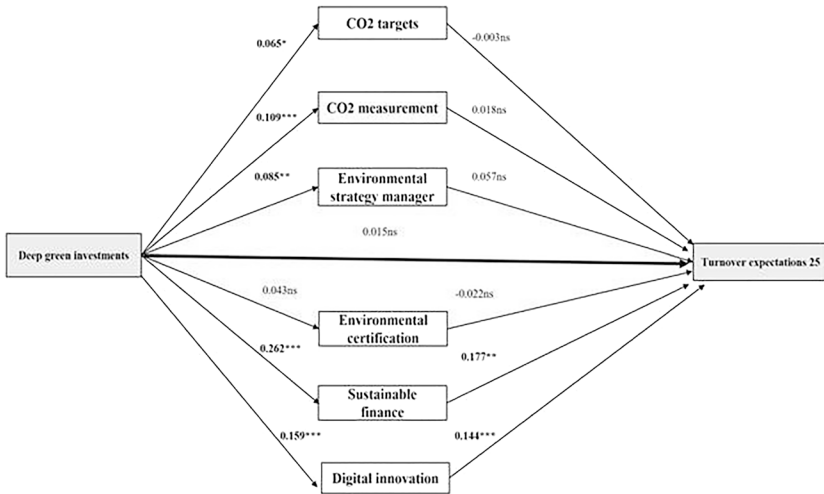 CO2 targets
0.065*
-0.003ns
CO2 measurement
0.109***
0.018ns
Environmental
strategy manager
0.085**
0.057ns
0.015ns
Deep green investments
Turnover expectations 25
0.043ns
-0.022ns
Environmental
certification
0.262***
0.177**
Sustainable
finance
0.159***
0.144***
Digital innovation